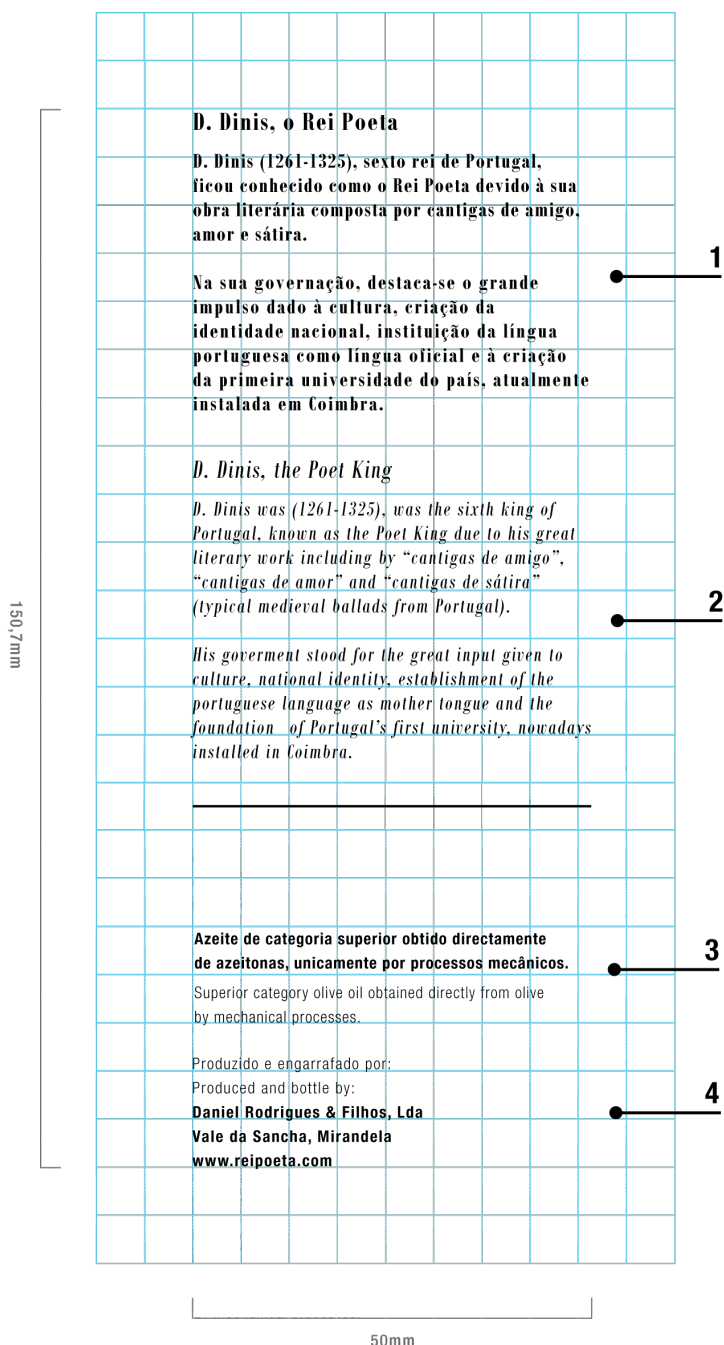 D. Dinis, o Rei Poeta
D. Dinis (1261-1325), sexto rei de Portugal,
ficou conhecido como o Rei Poeta devido à sua
obra literária composta por cantigas de amigo,
amor e sátira.
Na sua governação, destaca-se o grande
impulso dado à cultura, criação da
identidade nacional, instituição da língua
portuguesa como língua oficial e à criação
da primeira universidade do país, atualmente
instalada em Coimbra.
1
D. Dinis, the Poet King
D. Dinis was (1261-1325), was the sixth king of
Portugal, known as the Poet King due to his great
literary work including by “cantigas de amigo”,
“cantigas de amor” and “cantigas de sátira”
(typical medieval ballads from Portugal).
His goverment stood for the great input given to
culture, national identity, establishment of the
portuguese language as mother tongue and the
foundation of Portugal’s first university, nowadays
installed in Coimbra.
2
150,7mm
Azeite de categoria superior obtido directamente
de azeitonas, unicamente por processos mecânicos.
Superior category olive oil obtained directly from olive
by mechanical processes.
3
Produzido e engarrafado por:
Produced and bottle by:
Daniel Rodrigues & Filhos, Lda
Vale da Sancha, Mirandela
www.reipoeta.com
4
50mm